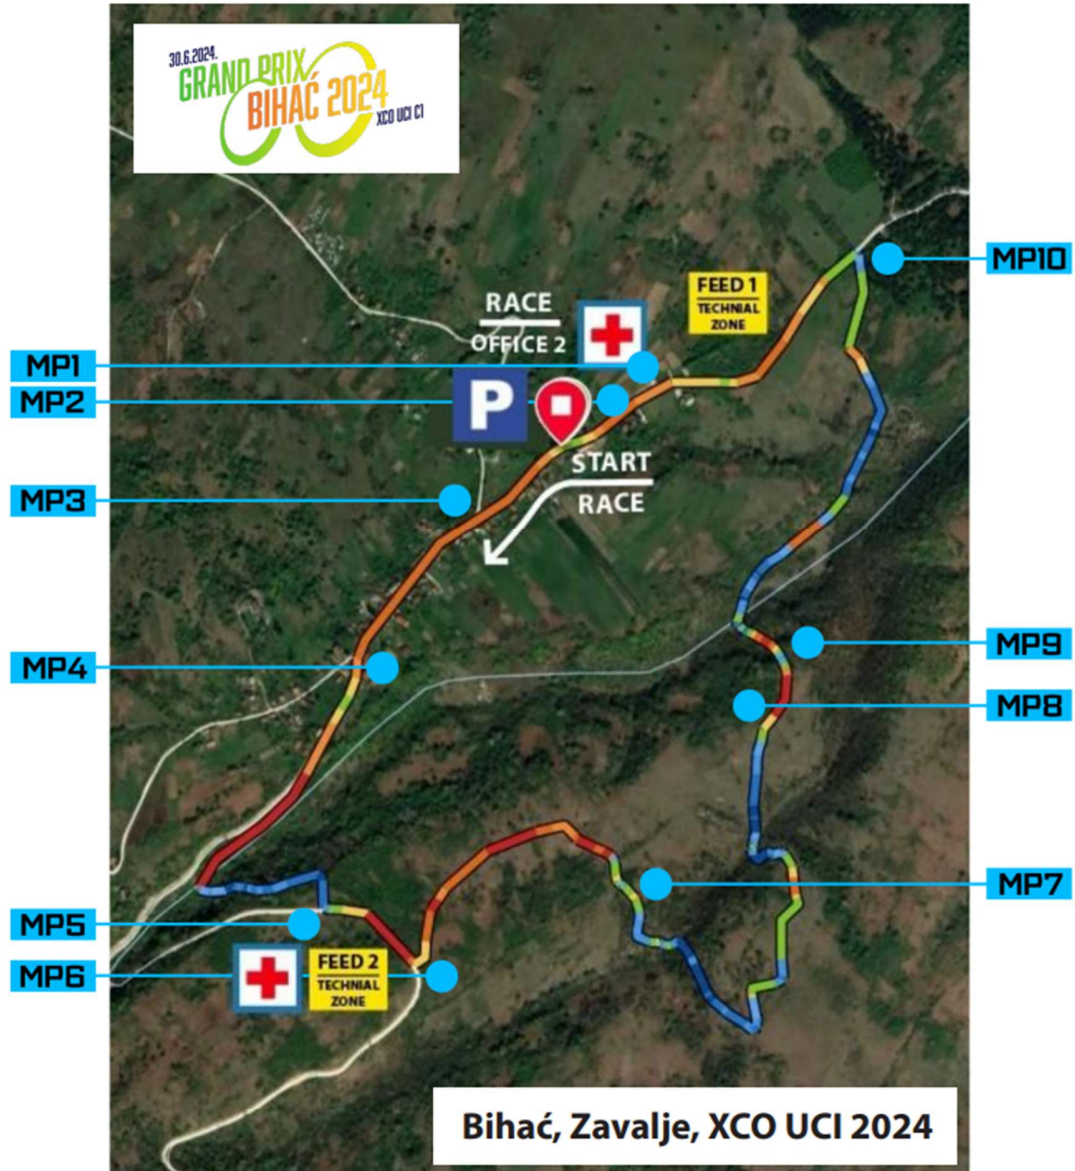 30.6.2024.
GRAND PRIX
BIHAĆ 2024
XCO UCI C1
MP10
FEED 1
TECHNIAL
ZONE
RACE
OFFICE 2
MP1
MP2
P
START
RACE
MP3
MP4
MP9
MP8
MP7
MP5
MP6
FEED 2
TECHNIAL
ZONE
Bihać, Zavalje, XCO UCI 2024